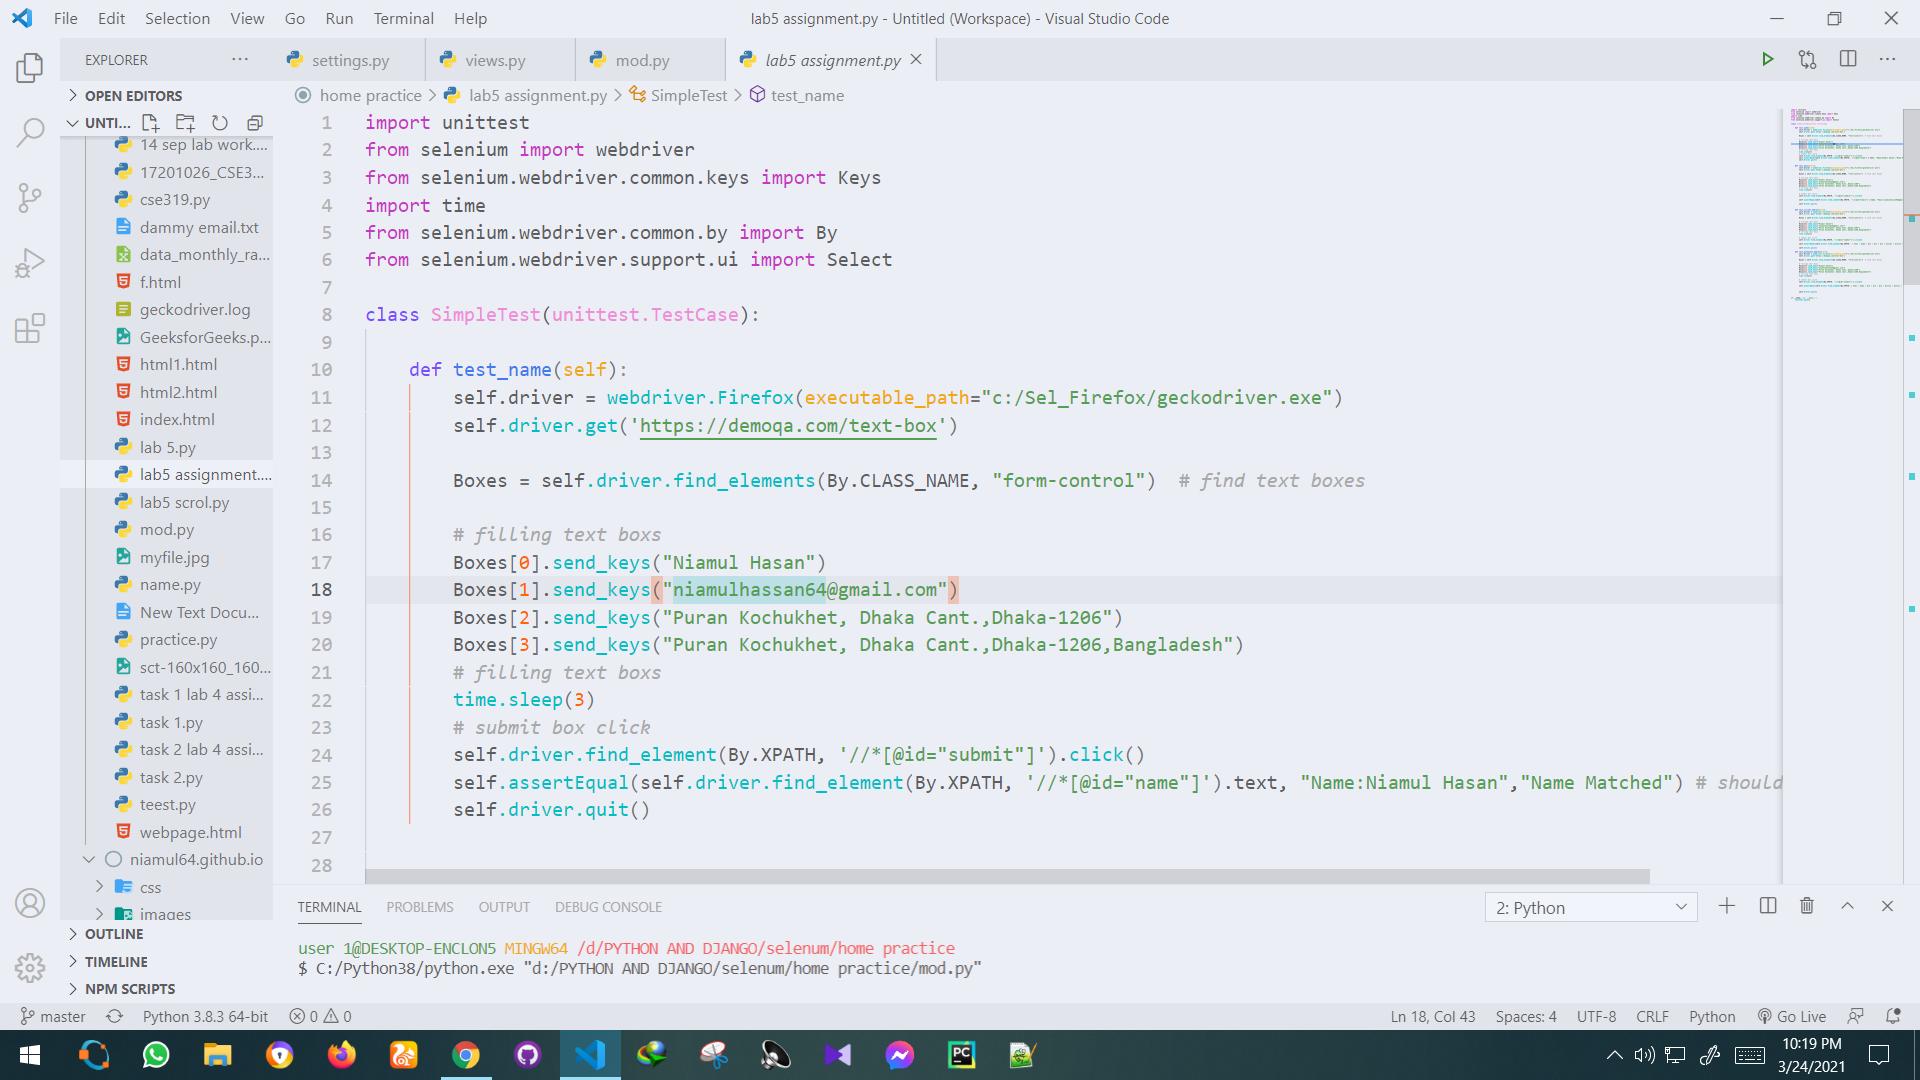 File Edit Selection View Go Run Terminal Help
lab5 assignment.py - Untitled (Workspace) - Visual Studio Code
EXPLORER
settings.py
views.py
mod.py
lab5 assignment.py
OPEN EDITORS
home practice > lab5 assignment.py > SimpleTest > test_name
UNTI...
14 sep lab work....
17201026_CSE3...
cse319.py
dammy email.txt
data_monthly_ra...
f.html
geckodriver.log
GeeksforGeeks.p...
html1.html
html2.html
index.html
lab 5.py
lab5 assignment....
lab5 scrol.py
mod.py
myfile.jpg
name.py
New Text Docu...
practice.py
sct-160x160_160...
task 1 lab 4 assi...
task 1.py
task 2 lab 4 assi...
task 2.py
teest.py
webpage.html
niamul64.github.io
css
images
OUTLINE
TIMELINE
NPM SCRIPTS
1 import unittest
2 from selenium import webdriver
3 from selenium.webdriver.common.keys import Keys
4 import time
5 from selenium.webdriver.common.by import By
6 from selenium.webdriver.support.ui import Select
7
8 class SimpleTest(unittest.TestCase):
9
10 def test_name(self):
11 self.driver = webdriver.Firefox(executable_path="c:/Sel_Firefox/geckodriver.exe")
12 self.driver.get('https://demoqa.com/text-box')
13
14 Boxes = self.driver.find_elements(By.CLASS_NAME, "form-control")  # find text boxes
15
16 # filling text boxs
17 Boxes[0].send_keys("Niamul Hasan")
18 Boxes[1].send_keys("niamulhassan64@gmail.com")
19 Boxes[2].send_keys("Puran Kochukhet, Dhaka Cant.,Dhaka-1206")
20 Boxes[3].send_keys("Puran Kochukhet, Dhaka Cant.,Dhaka-1206,Bangladesh")
21 # filling text boxs
22 time.sleep(3)
23 # submit box click
24 self.driver.find_element(By.XPATH, '//*[@id="submit"]').click()
25 self.assertEqual(self.driver.find_element(By.XPATH, '//*[@id="name"]').text, "Name:Niamul Hasan","Name Matched") # should
26 self.driver.quit()
27
28
TERMINAL PROBLEMS OUTPUT DEBUG CONSOLE
2: Python
user 1@DESKTOP-ENCLON5 MINGW64 /d/PYTHON AND DJANGO/selenum/home practice
$ C:/Python38/python.exe "d:/PYTHON AND DJANGO/selenum/home practice/mod.py"
master Python 3.8.3 64-bit 0 0
Ln 18, Col 43 Spaces: 4 UTF-8 CRLF Python Go Live
PC
10:19 PM
3/24/2021